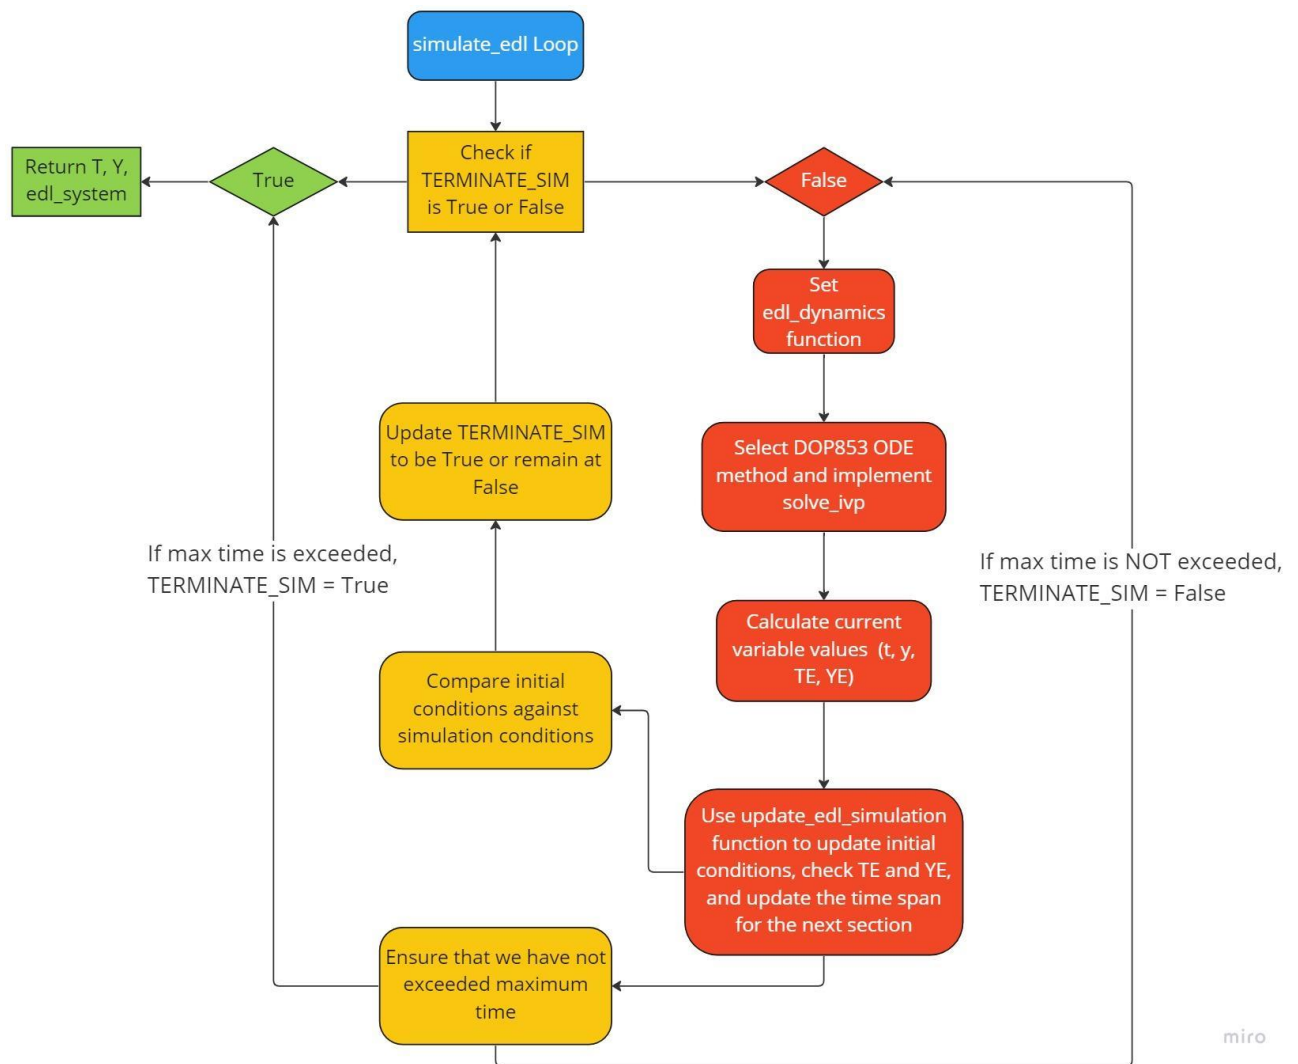 simulate_edl Loop
Return T, Y,
edl_system
True
Check if
TERMINATE_SIM
is True or False
False
Set
edl_dynamics
function
Update TERMINATE_SIM
to be True or remain at
False
Select DOP853 ODE
method and implement
solve_ivp
If max time is exceeded,
TERMINATE_SIM = True
If max time is NOT exceeded,
TERMINATE_SIM = False
Calculate current
variable values (t, y,
TE, YE)
Compare initial
conditions against
simulation conditions
Use update_edl_simulation
function to update initial
conditions, check TE and YE,
and update the time span
for the next section
Ensure that we have not
exceeded maximum
time
miro